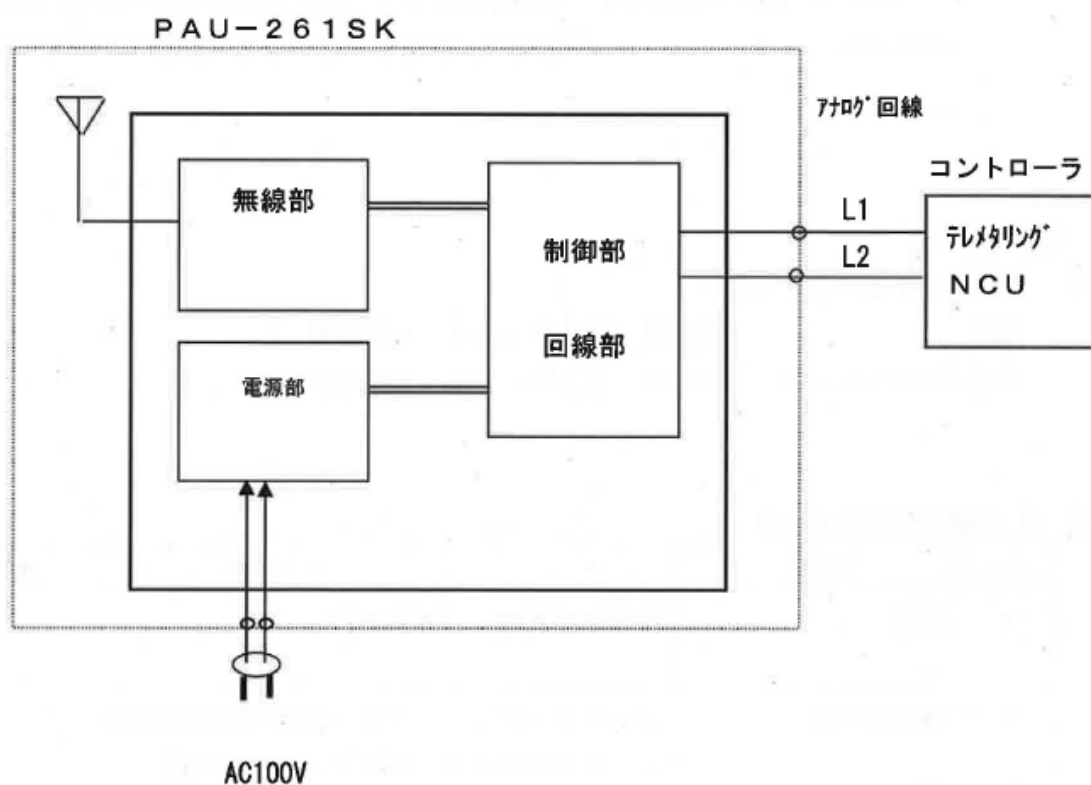 PAU－261SK
ｱﾅﾛｸﾞ回線
コントローラ
無線部
L1
ﾃﾚﾒﾀﾘﾝｸﾞ
制御部
L2
NCU
回線部
電源部
AC100V